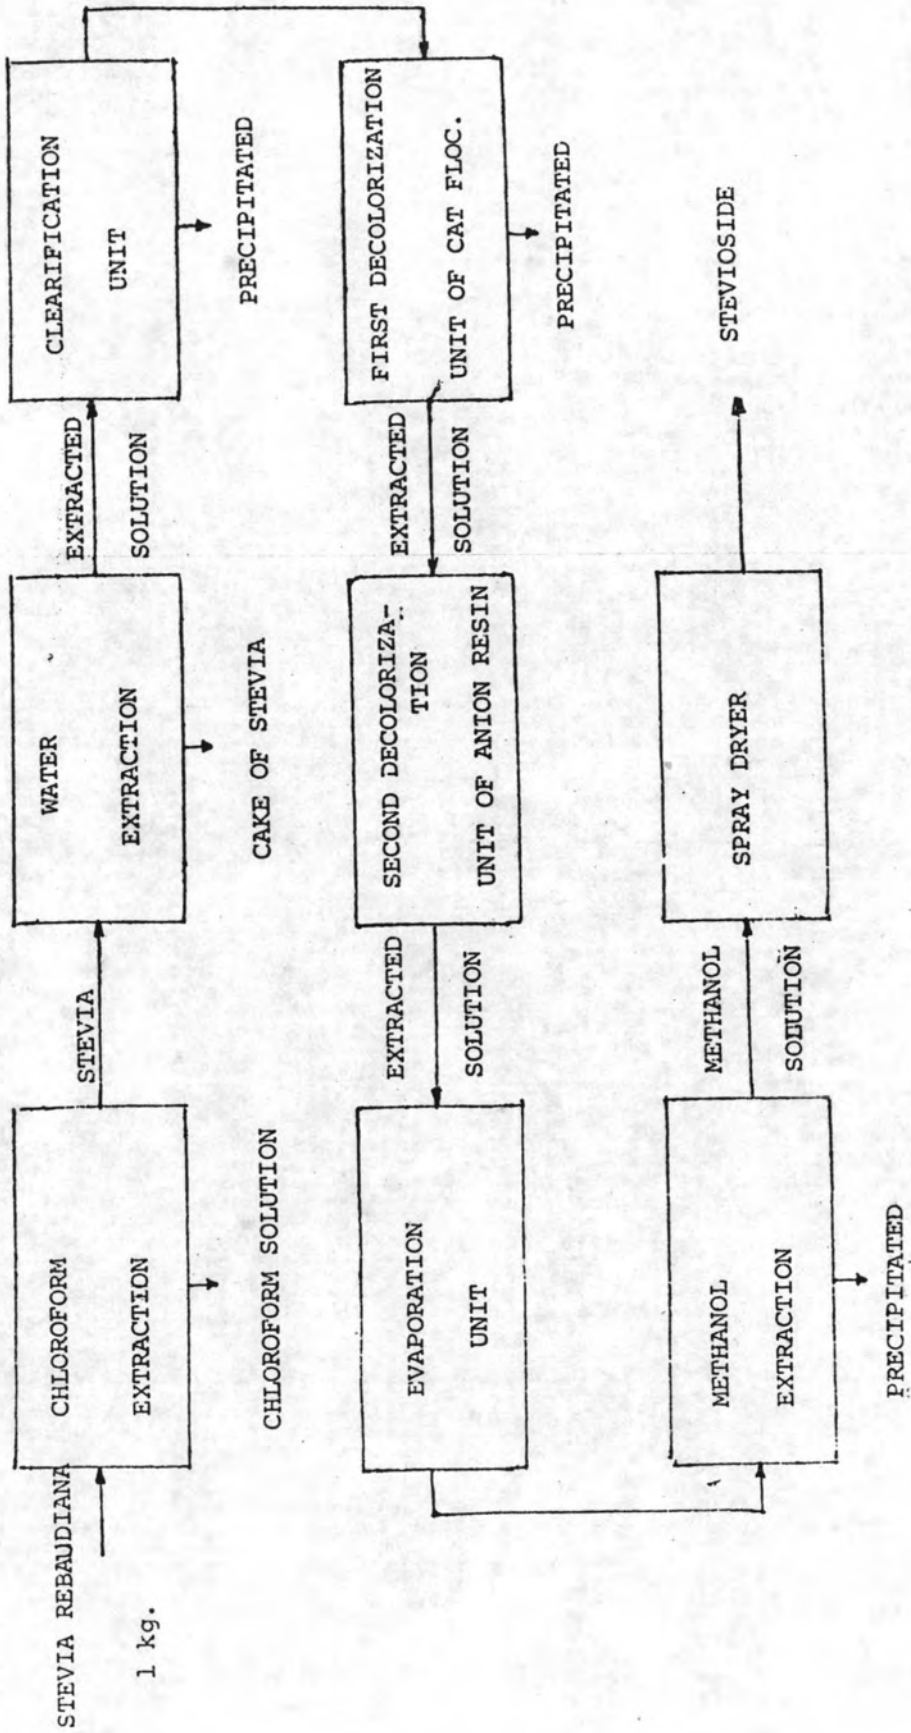 STEVIA REBAUDIANA
1 kg.
CHLOROFORM
EXTRACTION
CHLOROFORM SOLUTION
STEVIA
WATER
EXTRACTION
CAKE OF STEVIA
EXTRACTED
SOLUTION
CLEARIFICATION
UNIT
PRECIPITATED
FIRST DECOLORIZATION
UNIT OF CAT FLOC.
PRECIPITATED
EXTRACTED
SOLUTION
SECOND DECOLORIZA-
TION
UNIT OF ANION RESIN
EXTRACTED
SOLUTION
EVAPORATION
UNIT
METHANOL
EXTRACTION
PRECIPITATED
METHANOL
SOLUTION
SPRAY DRYER
STEVIOSIDE